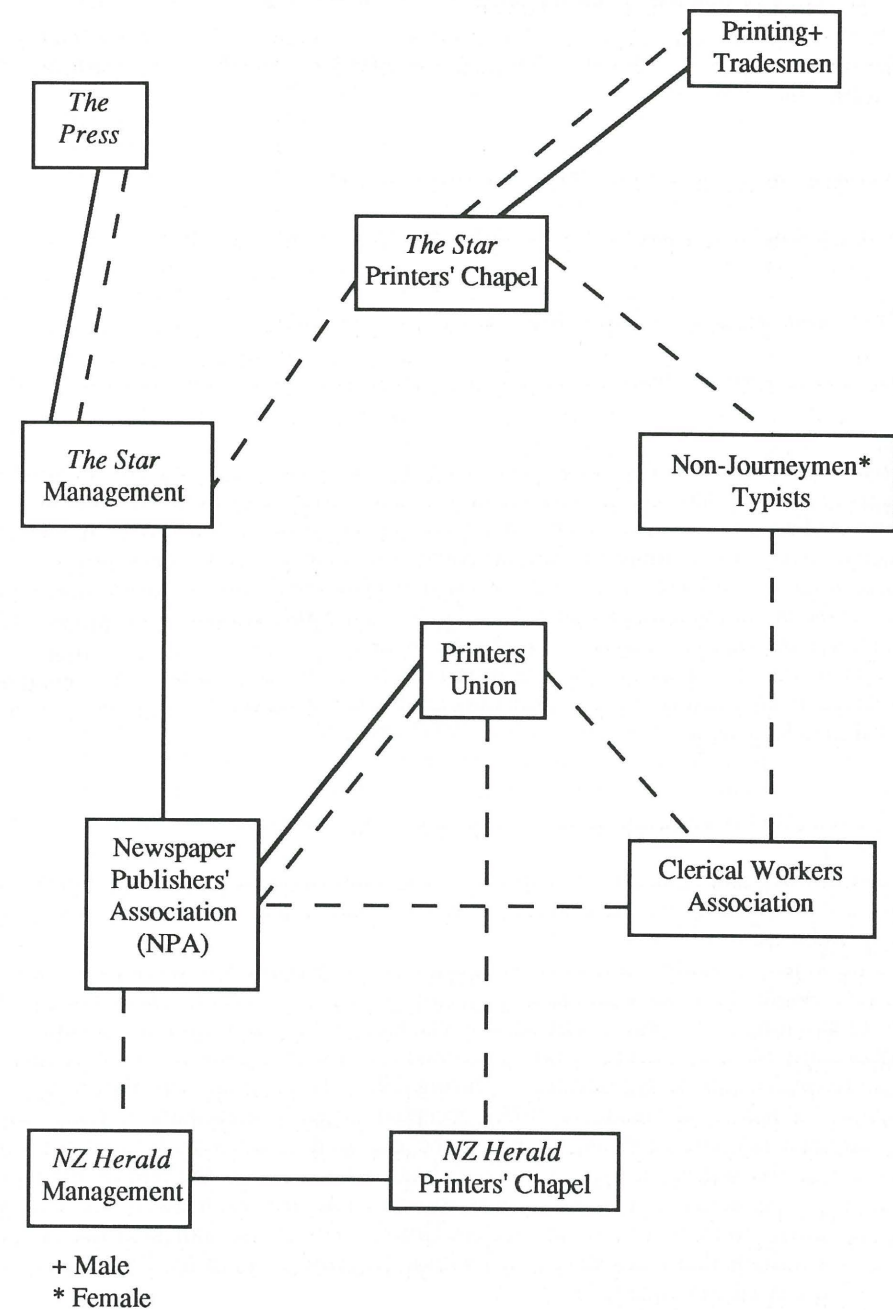 Printing+
Tradesmen
The
Press
The Star
Printers' Chapel
The Star
Management
Non-Journeymen*
Typists
Printers
Union
Newspaper
Publishers'
Association
(NPA)
Clerical Workers
Association
NZ Herald
Management
NZ Herald
Printers' Chapel
+ Male
* Female